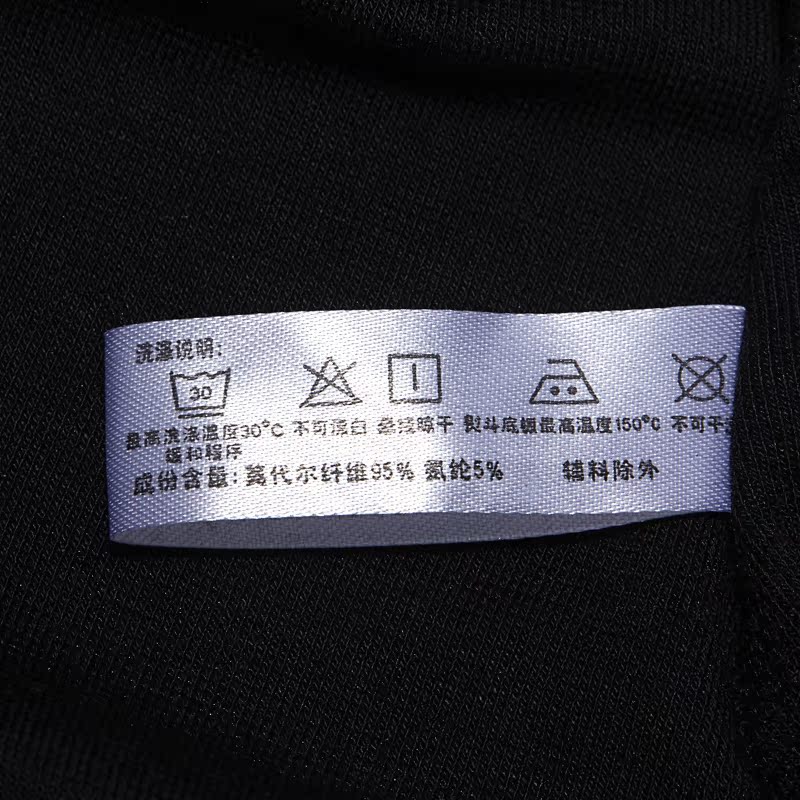 洗涤说明:
30
最高洗涤温度30°C 不可漂白 悬挂晾干 熨斗底板最高温度150°C 不可干
缓和程序
成份含量: 莫代尔纤维95% 氨纶5% 辅料除外